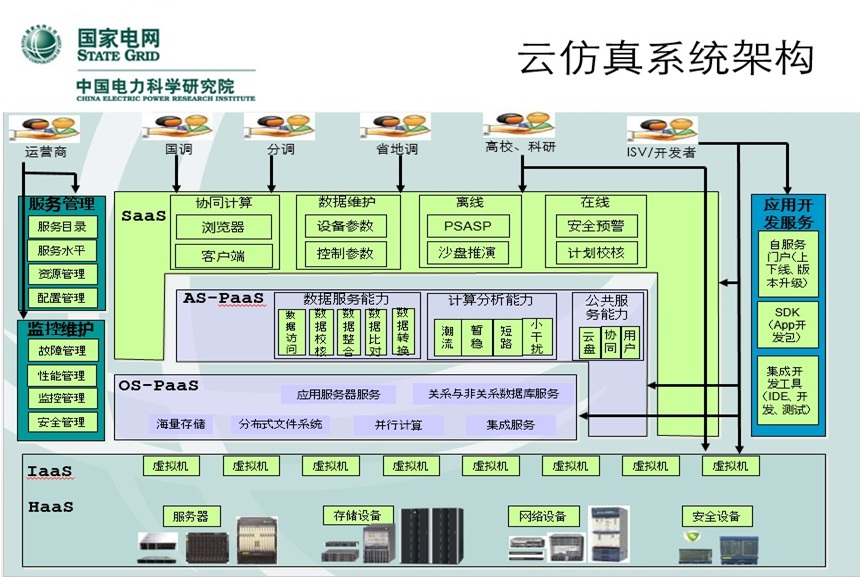 国家电网
STATE GRID
中国电力科学研究院
CHINA ELECTRIC POWER RESEARCH INSTITUTE
云仿真系统架构
运营商
国调
分调
省地调
高校、科研
ISV/开发者
服务管理
服务目录
服务水平
资源管理
配置管理
监控维护
故障管理
性能管理
监控管理
安全管理
SaaS
协同计算
浏览器
客户端
数据维护
设备参数
控制参数
离线
PSASP
沙盘推演
在线
安全预警
计划校核
AS-PaaS
数据服务能力
数据访问
数据校核
数据整合
数据比对
数据转换
计算分析能力
潮流
暂稳
短路
小干扰
公共服
务能力
云盘
协同
用户
OS-PaaS
应用服务器服务
关系与非关系数据库服务
海量存储
分布式文件系统
并行计算
集成服务
应用开
发服务
自服务
门户(上
下线、版
本升级)
SDK
(App开
发包)
集成开
发工具
(IDE、开
发、测试)
IaaS
虚拟机
虚拟机
虚拟机
虚拟机
虚拟机
虚拟机
虚拟机
虚拟机
HaaS
服务器
存储设备
网络设备
安全设备